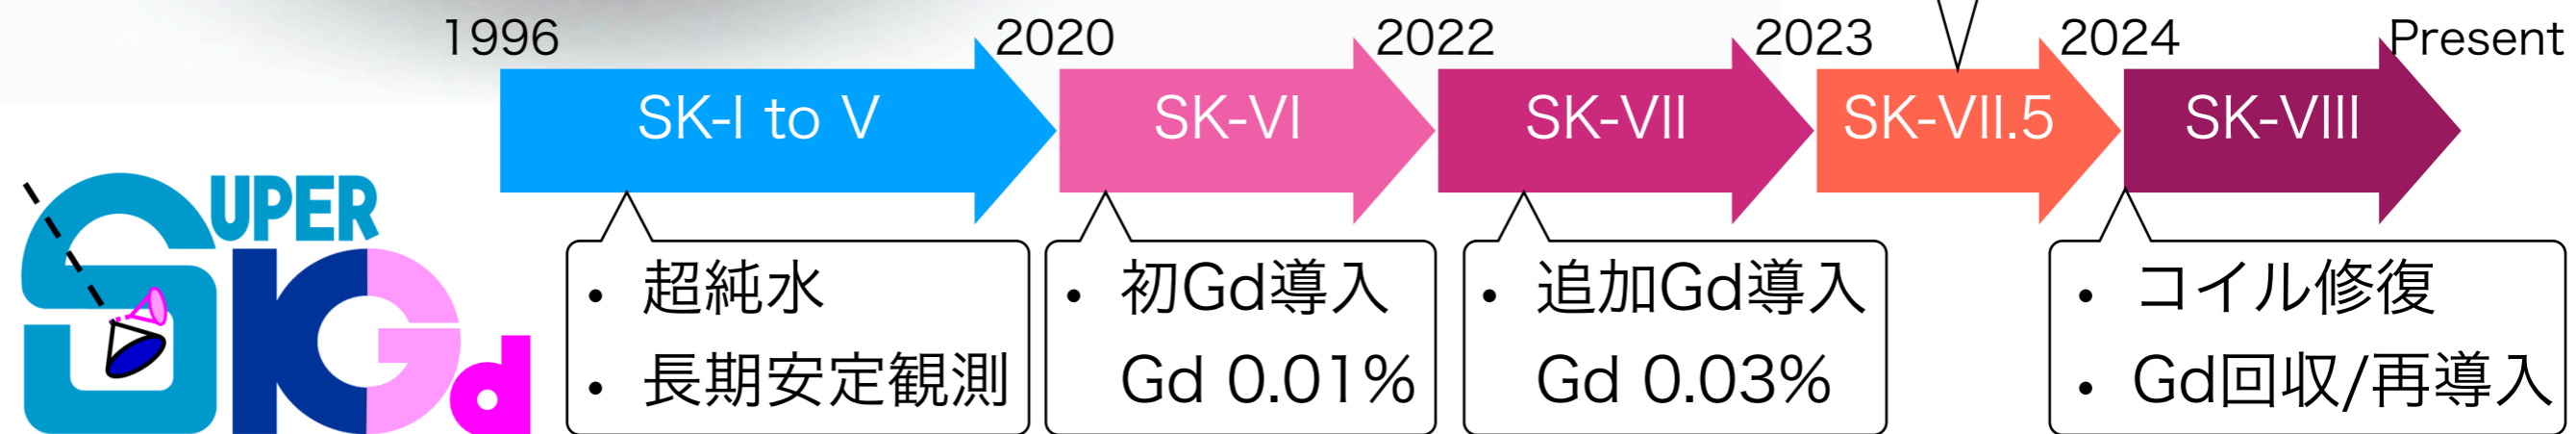 1996 2020 2022 2023 2024 Present
SK-I to V SK-VI SK-VII SK-VII.5 SK-VIII
SUPER
KGd
• 超純水
• 長期安定観測
• 初Gd導入
Gd 0.01%
• 追加Gd導入
Gd 0.03%
• コイル修復
• Gd回収/再導入